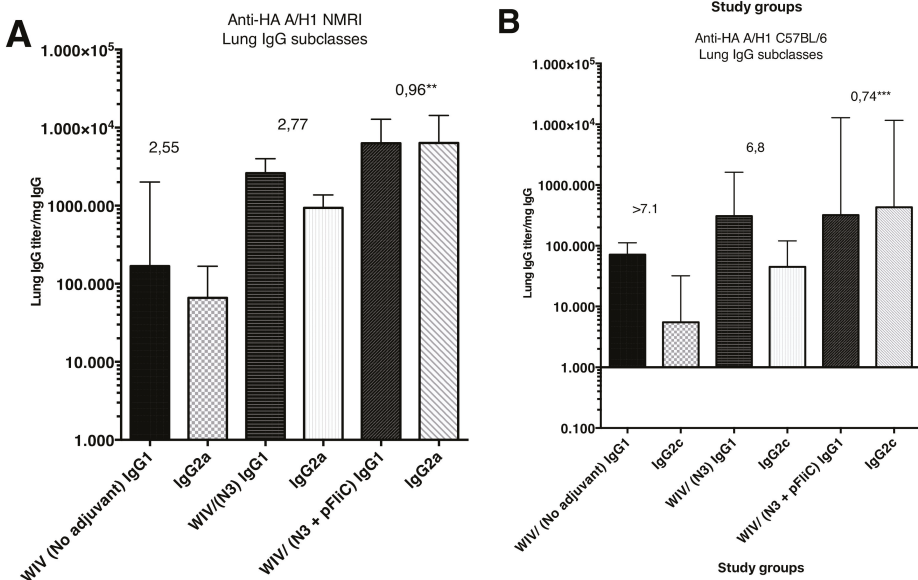 A
Anti-HA A/H1 NMRI
Lung IgG subclasses
Lung IgG titer/mg IgG
1.000×10⁵
1.000×10⁴
1000.000
100.000
10.000
1.000
2,55
2,77
0,96**
WIV (No adjuvant) IgG1
IgG2a
WIV/(N3) IgG1
IgG2a
WIV/ (N3 + pFliC) IgG1
IgG2a
Study groups
B
Anti-HA A/H1 C57BL/6
Lung IgG subclasses
Lung IgG titer/mg IgG
1.000×10⁵
1.000×10⁴
1000.000
100.000
10.000
1.000
0.100
>7.1
6,8
0,74***
WIV/ (No adjuvant) IgG1
IgG2c
WIV/ (N3) IgG1
IgG2c
WIV/ (N3 + pFliC) IgG1
IgG2c
Study groups